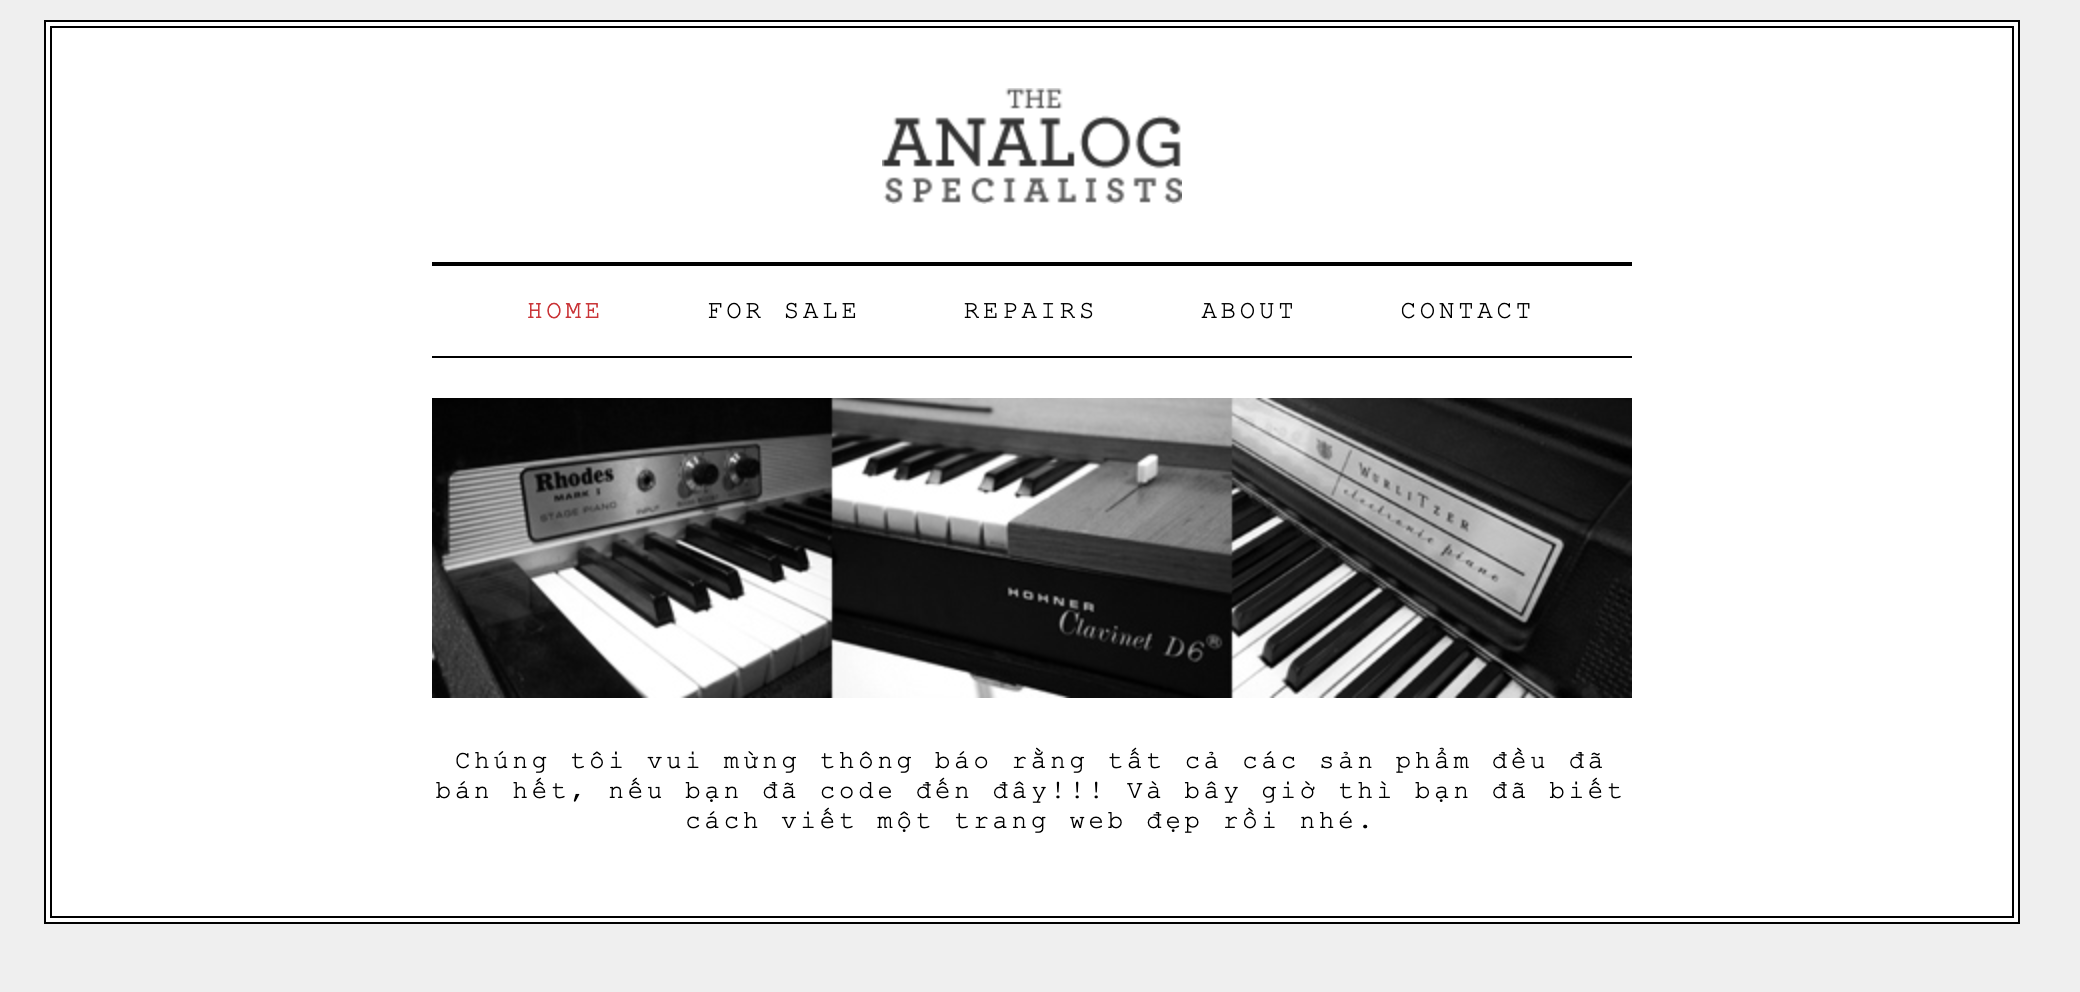 THE
ANALOG
SPECIALISTS
HOME FOR SALE REPAIRS ABOUT CONTACT
Rhodes
MARK I
STAGE PIANO INPUT
HOHNER
Clavinet D6®
WURLITZER
electronic piano
Chúng tôi vui mừng thông báo rằng tất cả các sản phẩm đều đã
bán hết, nếu bạn đã code đến đây!!! Và bây giờ thì bạn đã biết
cách viết một trang web đẹp rồi nhé.